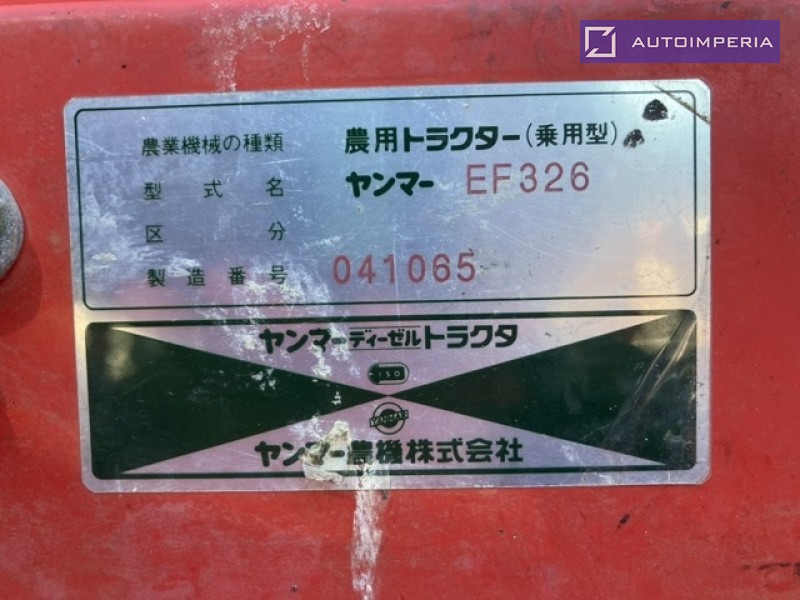 AUTOIMPERIA
農業機械の種類 農用トラクター(乗用型)
型式名 ヤンマー EF326
区分
製造番号 041065
ヤンマーディーゼルトラクタ
ISO
YANMAR
ヤンマー農機株式会社